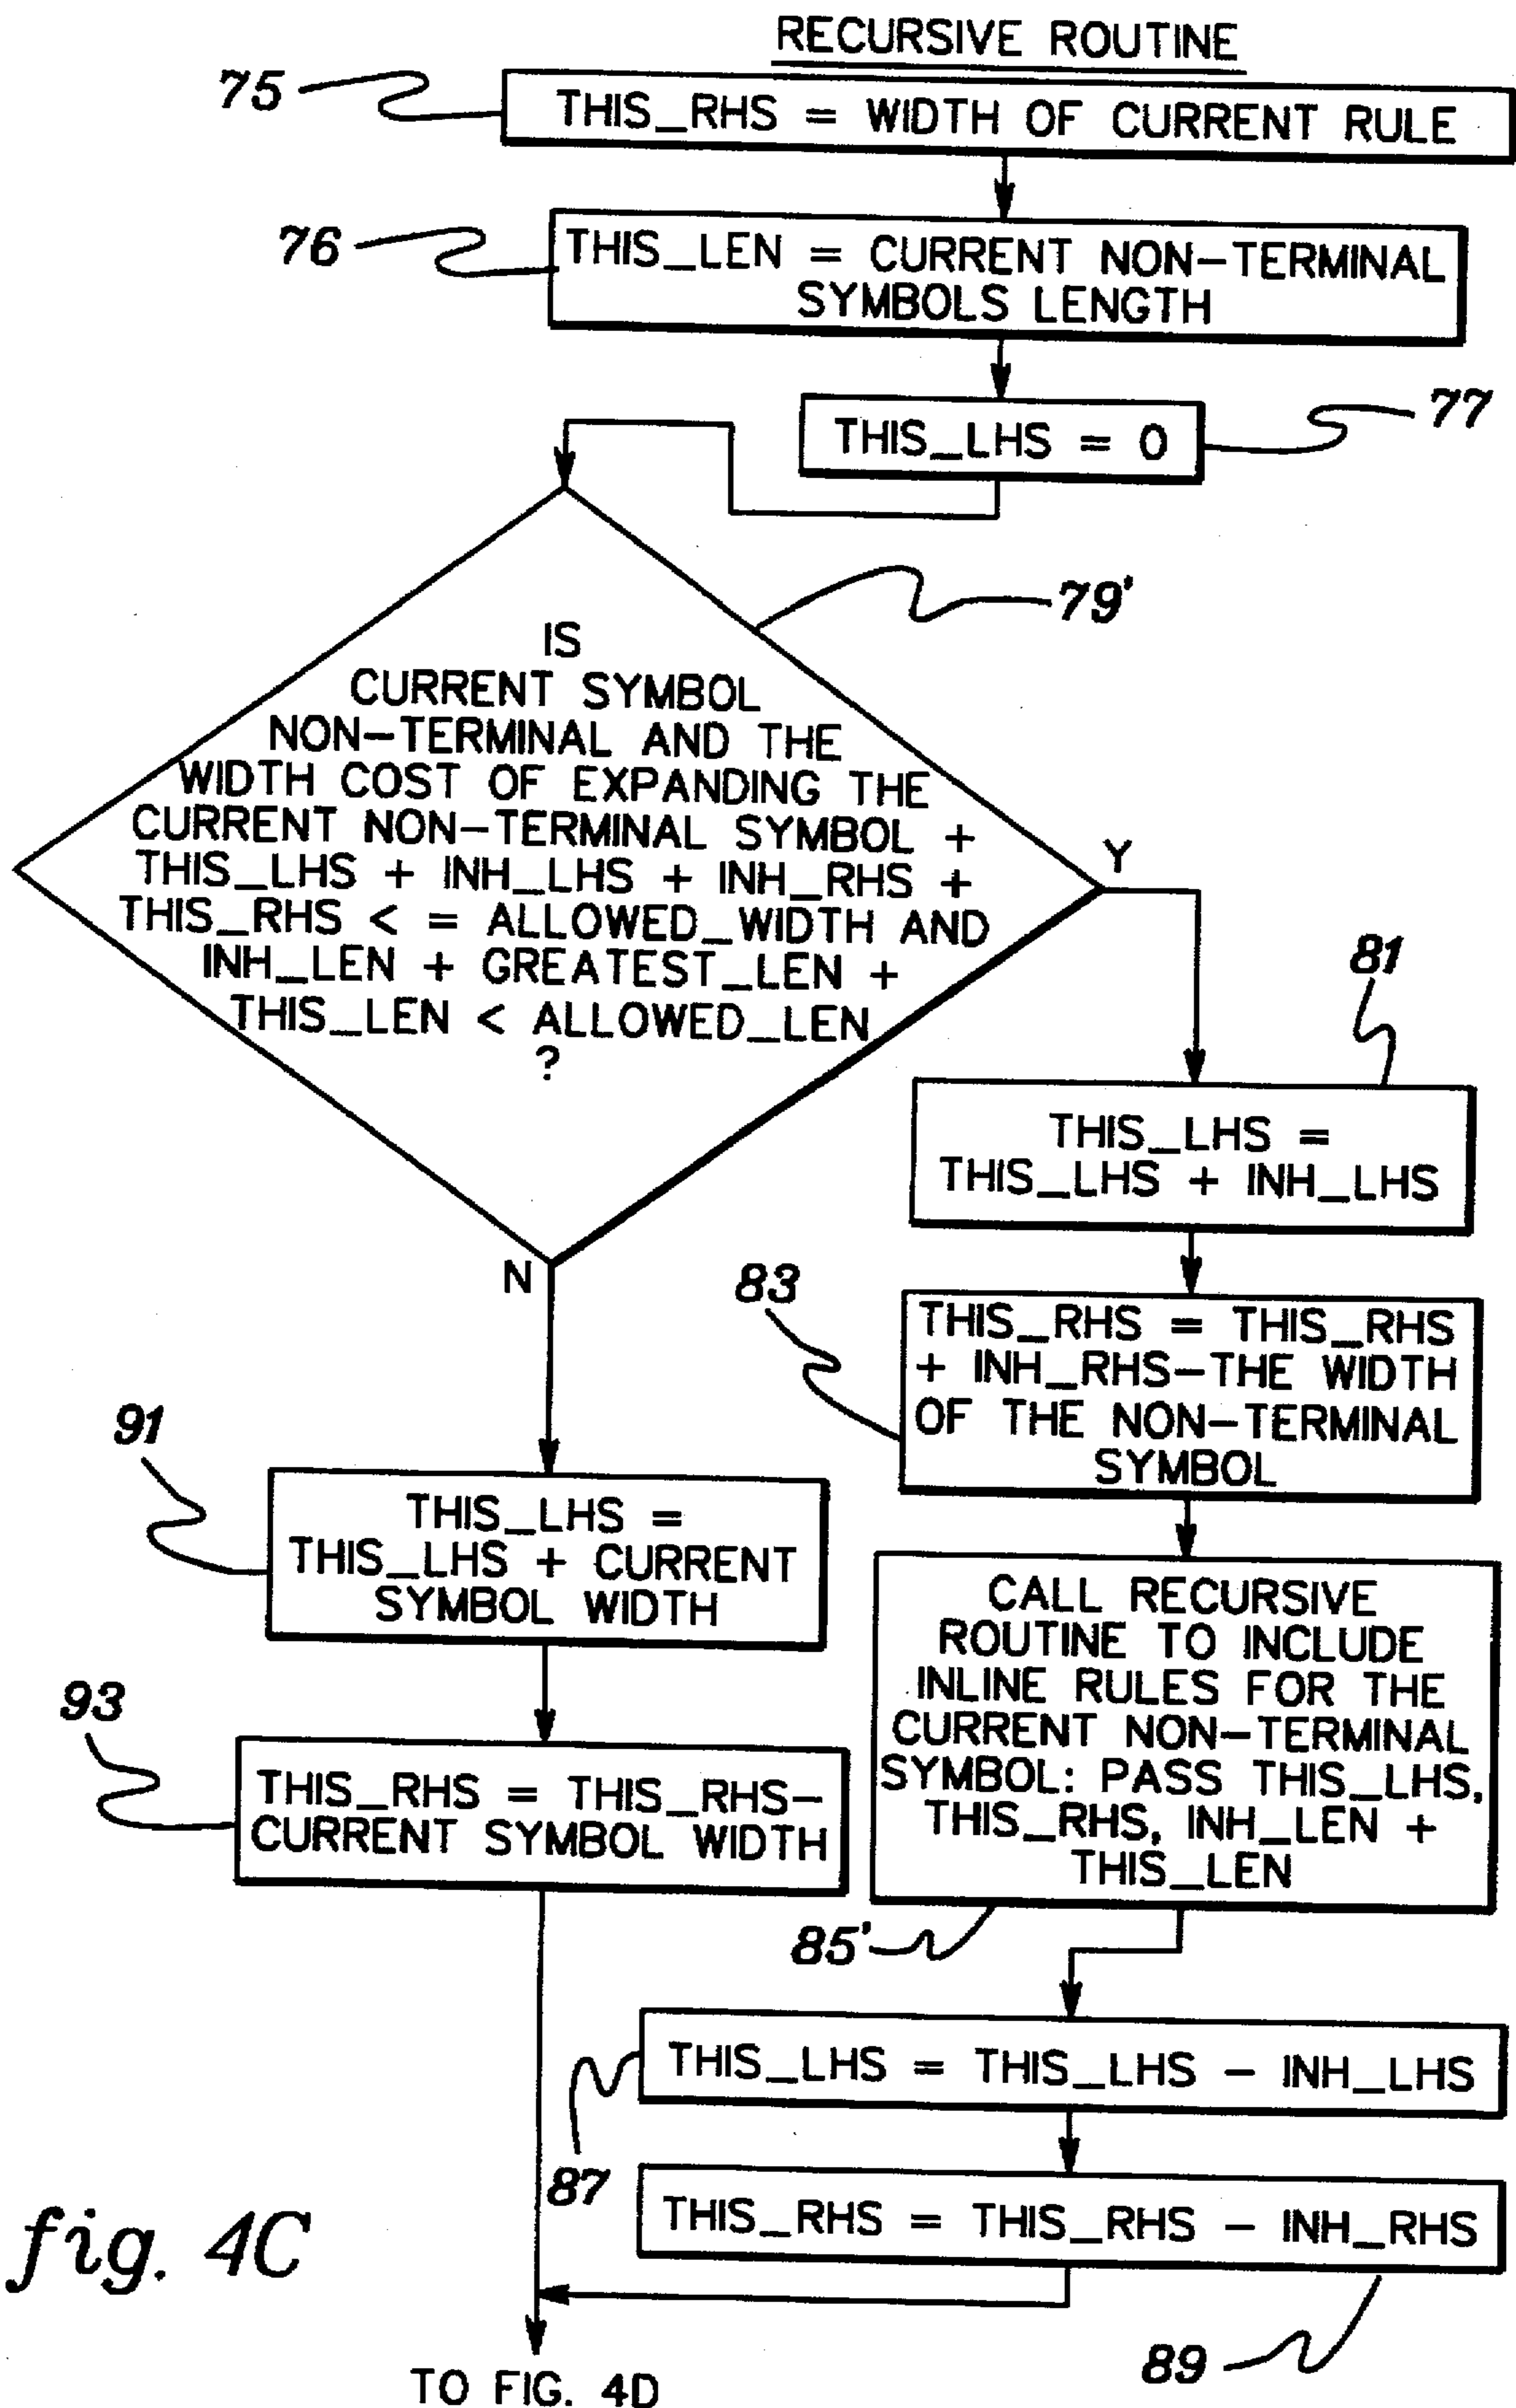 RECURSIVE ROUTINE
75
THIS_RHS = WIDTH OF CURRENT RULE
76
THIS_LEN = CURRENT NON-TERMINAL
SYMBOLS LENGTH
77
THIS_LHS = 0
79'
IS
CURRENT SYMBOL
NON-TERMINAL AND THE
WIDTH COST OF EXPANDING THE
CURRENT NON-TERMINAL SYMBOL +
THIS_LHS + INH_LHS + INH_RHS +
THIS_RHS < = ALLOWED_WIDTH AND
INH_LEN + GREATEST_LEN +
THIS_LEN < ALLOWED_LEN
?
Y
81
THIS_LHS =
THIS_LHS + INH_LHS
N
83
THIS_RHS = THIS_RHS
+ INH_RHS-THE WIDTH
OF THE NON-TERMINAL
SYMBOL
91
THIS_LHS =
THIS_LHS + CURRENT
SYMBOL WIDTH
CALL RECURSIVE
ROUTINE TO INCLUDE
INLINE RULES FOR THE
CURRENT NON-TERMINAL
SYMBOL: PASS THIS_LHS,
THIS_RHS, INH_LEN +
THIS_LEN
93
THIS_RHS = THIS_RHS-
CURRENT SYMBOL WIDTH
85'
THIS_LHS = THIS_LHS - INH_LHS
87
THIS_RHS = THIS_RHS - INH_RHS
fig. 4C
89
TO FIG. 4D